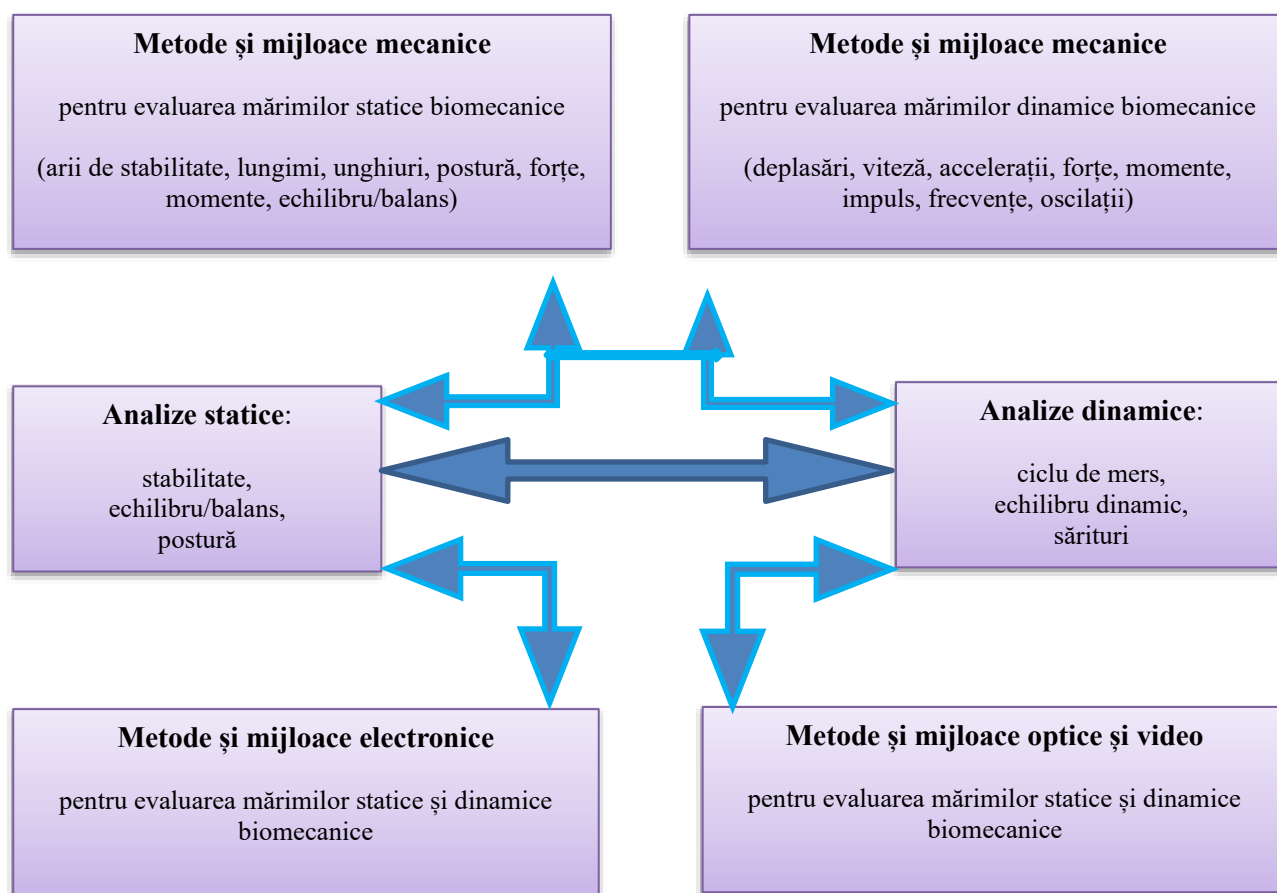 Metode și mijloace mecanice
pentru evaluarea mărimilor statice biomecanice
(arii de stabilitate, lungimi, unghiuri, postură, forțe,
momente, echilibru/balans)
Metode și mijloace mecanice
pentru evaluarea mărimilor dinamice biomecanice
(deplasări, viteză, accelerații, forțe, momente,
impuls, frecvențe, oscilații)
Analize statice:
stabilitate,
echilibru/balans,
postură
Analize dinamice:
ciclu de mers,
echilibru dinamic,
sărituri
Metode și mijloace electronice
pentru evaluarea mărimilor statice și dinamice
biomecanice
Metode și mijloace optice și video
pentru evaluarea mărimilor statice și dinamice
biomecanice